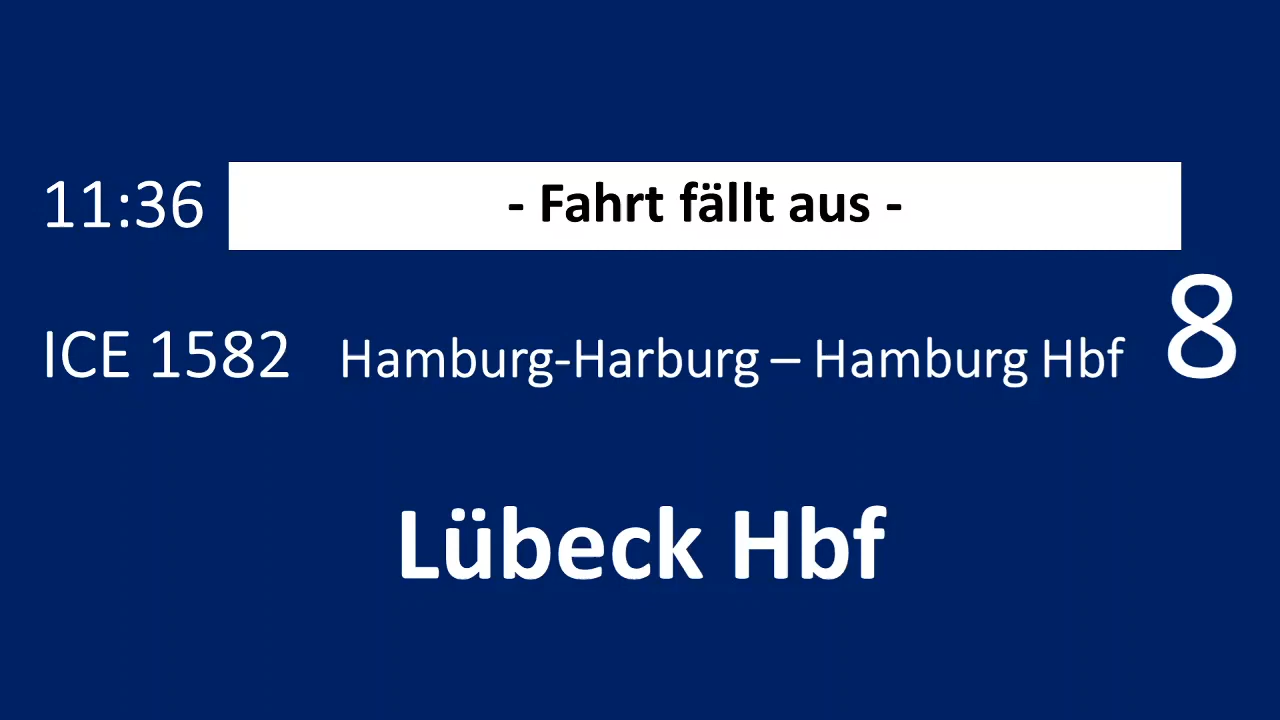 11:36 - Fahrt fällt aus -
ICE 1582 Hamburg-Harburg – Hamburg Hbf 8
Lübeck Hbf